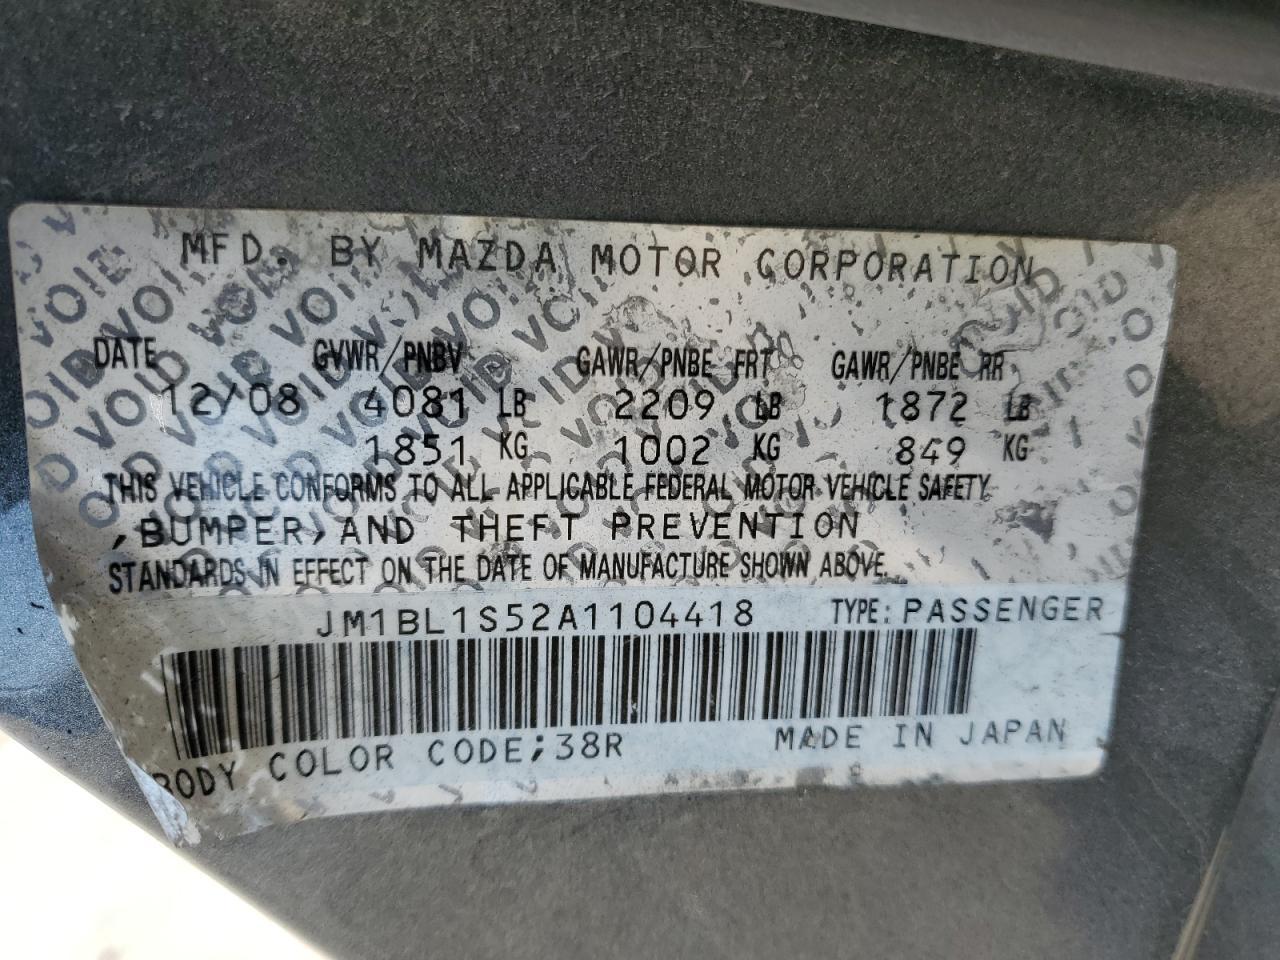 MFD. BY MAZDA MOTOR CORPORATION
DATE GVWR/PNBV GAWR/PNBE FRT GAWR/PNBE RR
12/08 4081 LB 2209 LB 1872 LB
1851 KG 1002 KG 849 KG
THIS VEHICLE CONFORMS TO ALL APPLICABLE FEDERAL MOTOR VEHICLE SAFETY
,BUMPER,AND THEFT PREVENTION
STANDARDS IN EFFECT ON THE DATE OF MANUFACTURE SHOWN ABOVE.
JM1BL1S52A1104418 TYPE: PASSENGER
BODY COLOR CODE;38R MADE IN JAPAN